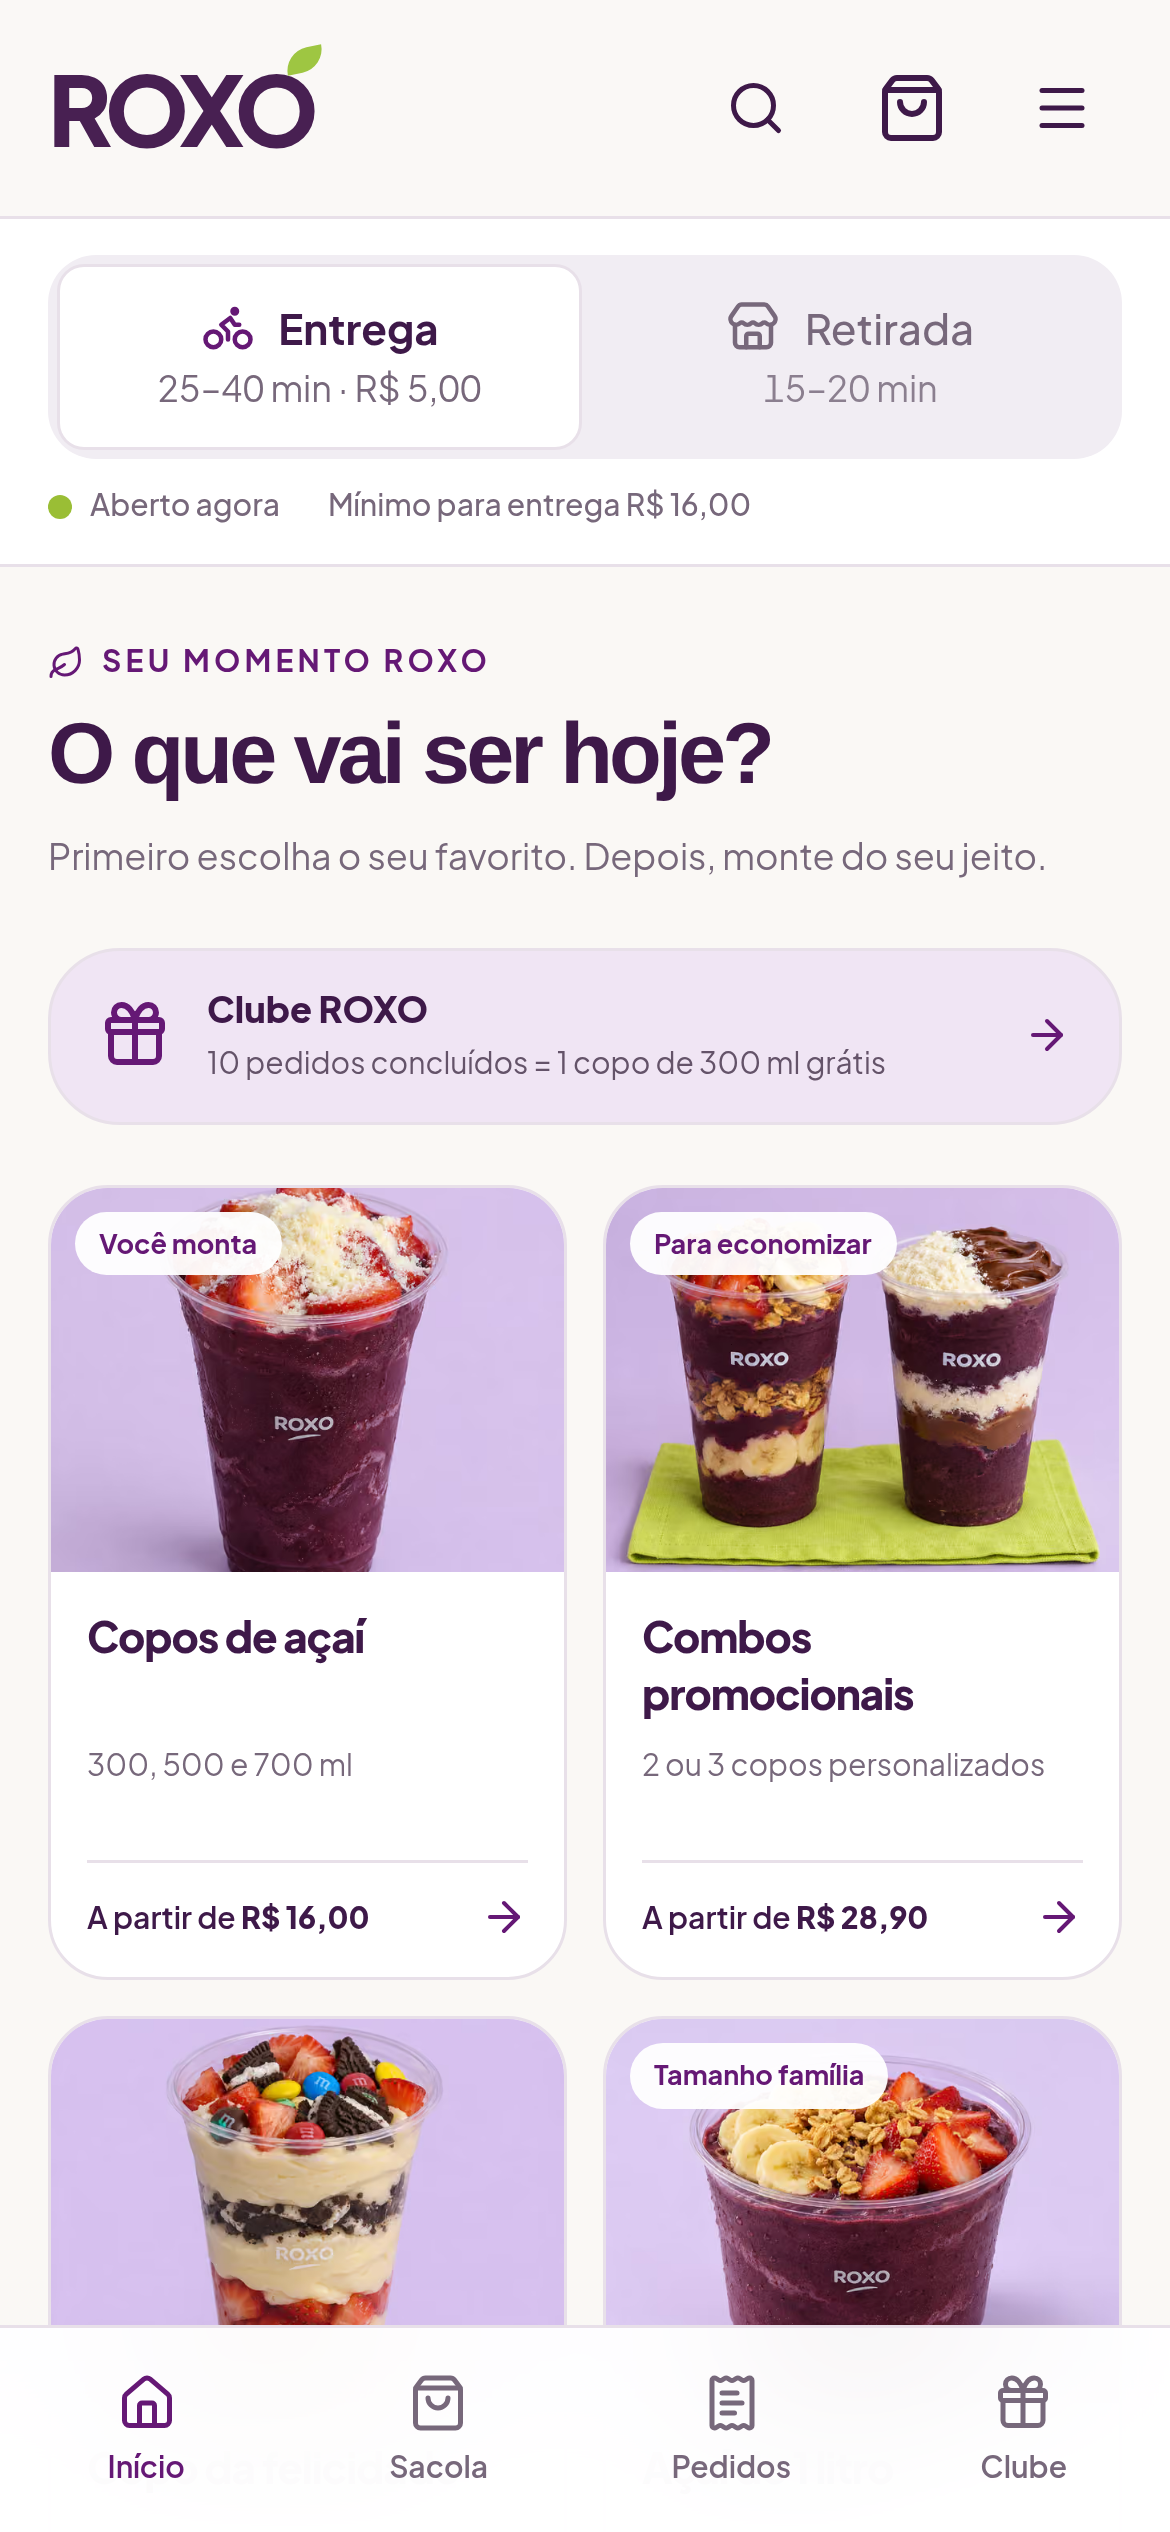 ROXO
Entrega
25–40 min · R$ 5,00
Retirada
15–20 min
Aberto agora
Mínimo para entrega R$ 16,00
SEU MOMENTO ROXO
O que vai ser hoje?
Primeiro escolha o seu favorito. Depois, monte do seu jeito.
Clube ROXO
10 pedidos concluídos = 1 copo de 300 ml grátis
Você monta
ROXO
Copos de açaí
300, 500 e 700 ml
A partir de R$ 16,00
Para economizar
ROXO
ROXO
Combos
promocionais
2 ou 3 copos personalizados
A partir de R$ 28,90
ROXO
Tamanho família
ROXO
Início
Sacola
Pedidos
Clube